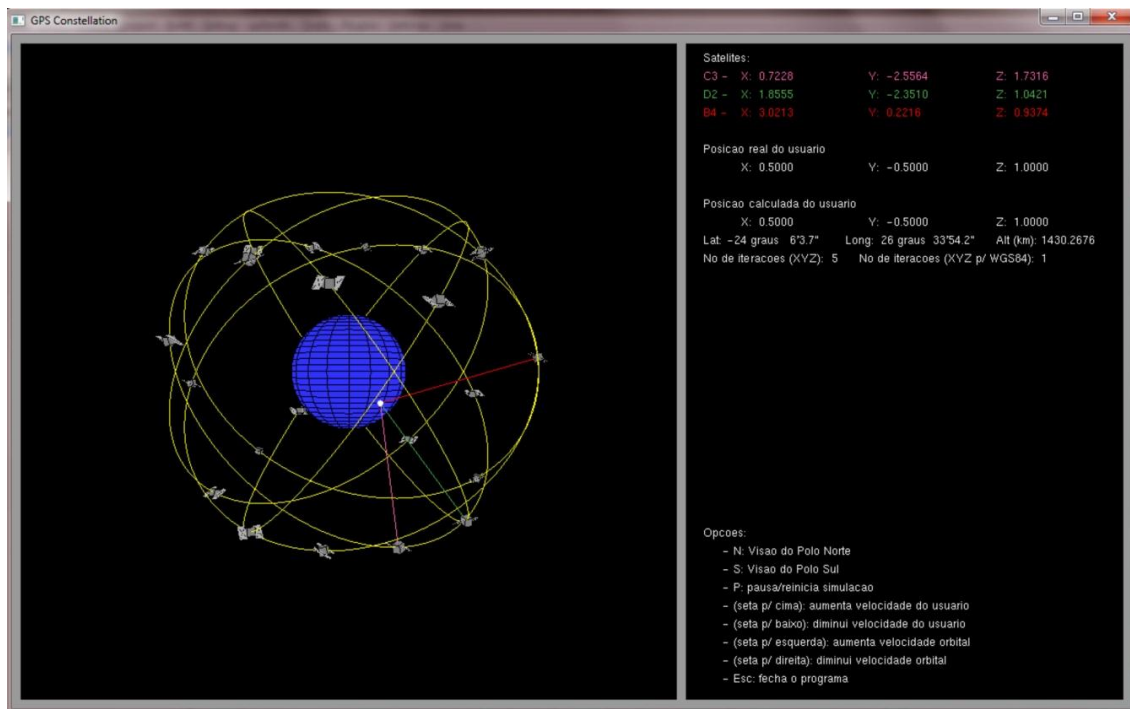 GPS Constellation
Satelites:
C3 - X: 0.7228 Y: -2.5564 Z: 1.7316
D2 - X: 1.8555 Y: -2.3510 Z: 1.0421
B4 - X: 3.0213 Y: 0.2216 Z: 0.9374
Posicao real do usuario
X: 0.5000 Y: -0.5000 Z: 1.0000
Posicao calculada do usuario
X: 0.5000 Y: -0.5000 Z: 1.0000
Lat: -24 graus 6'3.7" Long: 26 graus 33'54.2" Alt (km): 1430.2676
No de iteracoes (XYZ): 5 No de iteracoes (XYZ p/ WGS84): 1
Opcoes:
- N: Visao do Polo Norte
- S: Visao do Polo Sul
- P: pausa/reinicia simulacao
- (seta p/ cima): aumenta velocidade do usuario
- (seta p/ baixo): diminui velocidade do usuario
- (seta p/ esquerda): aumenta velocidade orbital
- (seta p/ direita): diminui velocidade orbital
- Esc: fecha o programa